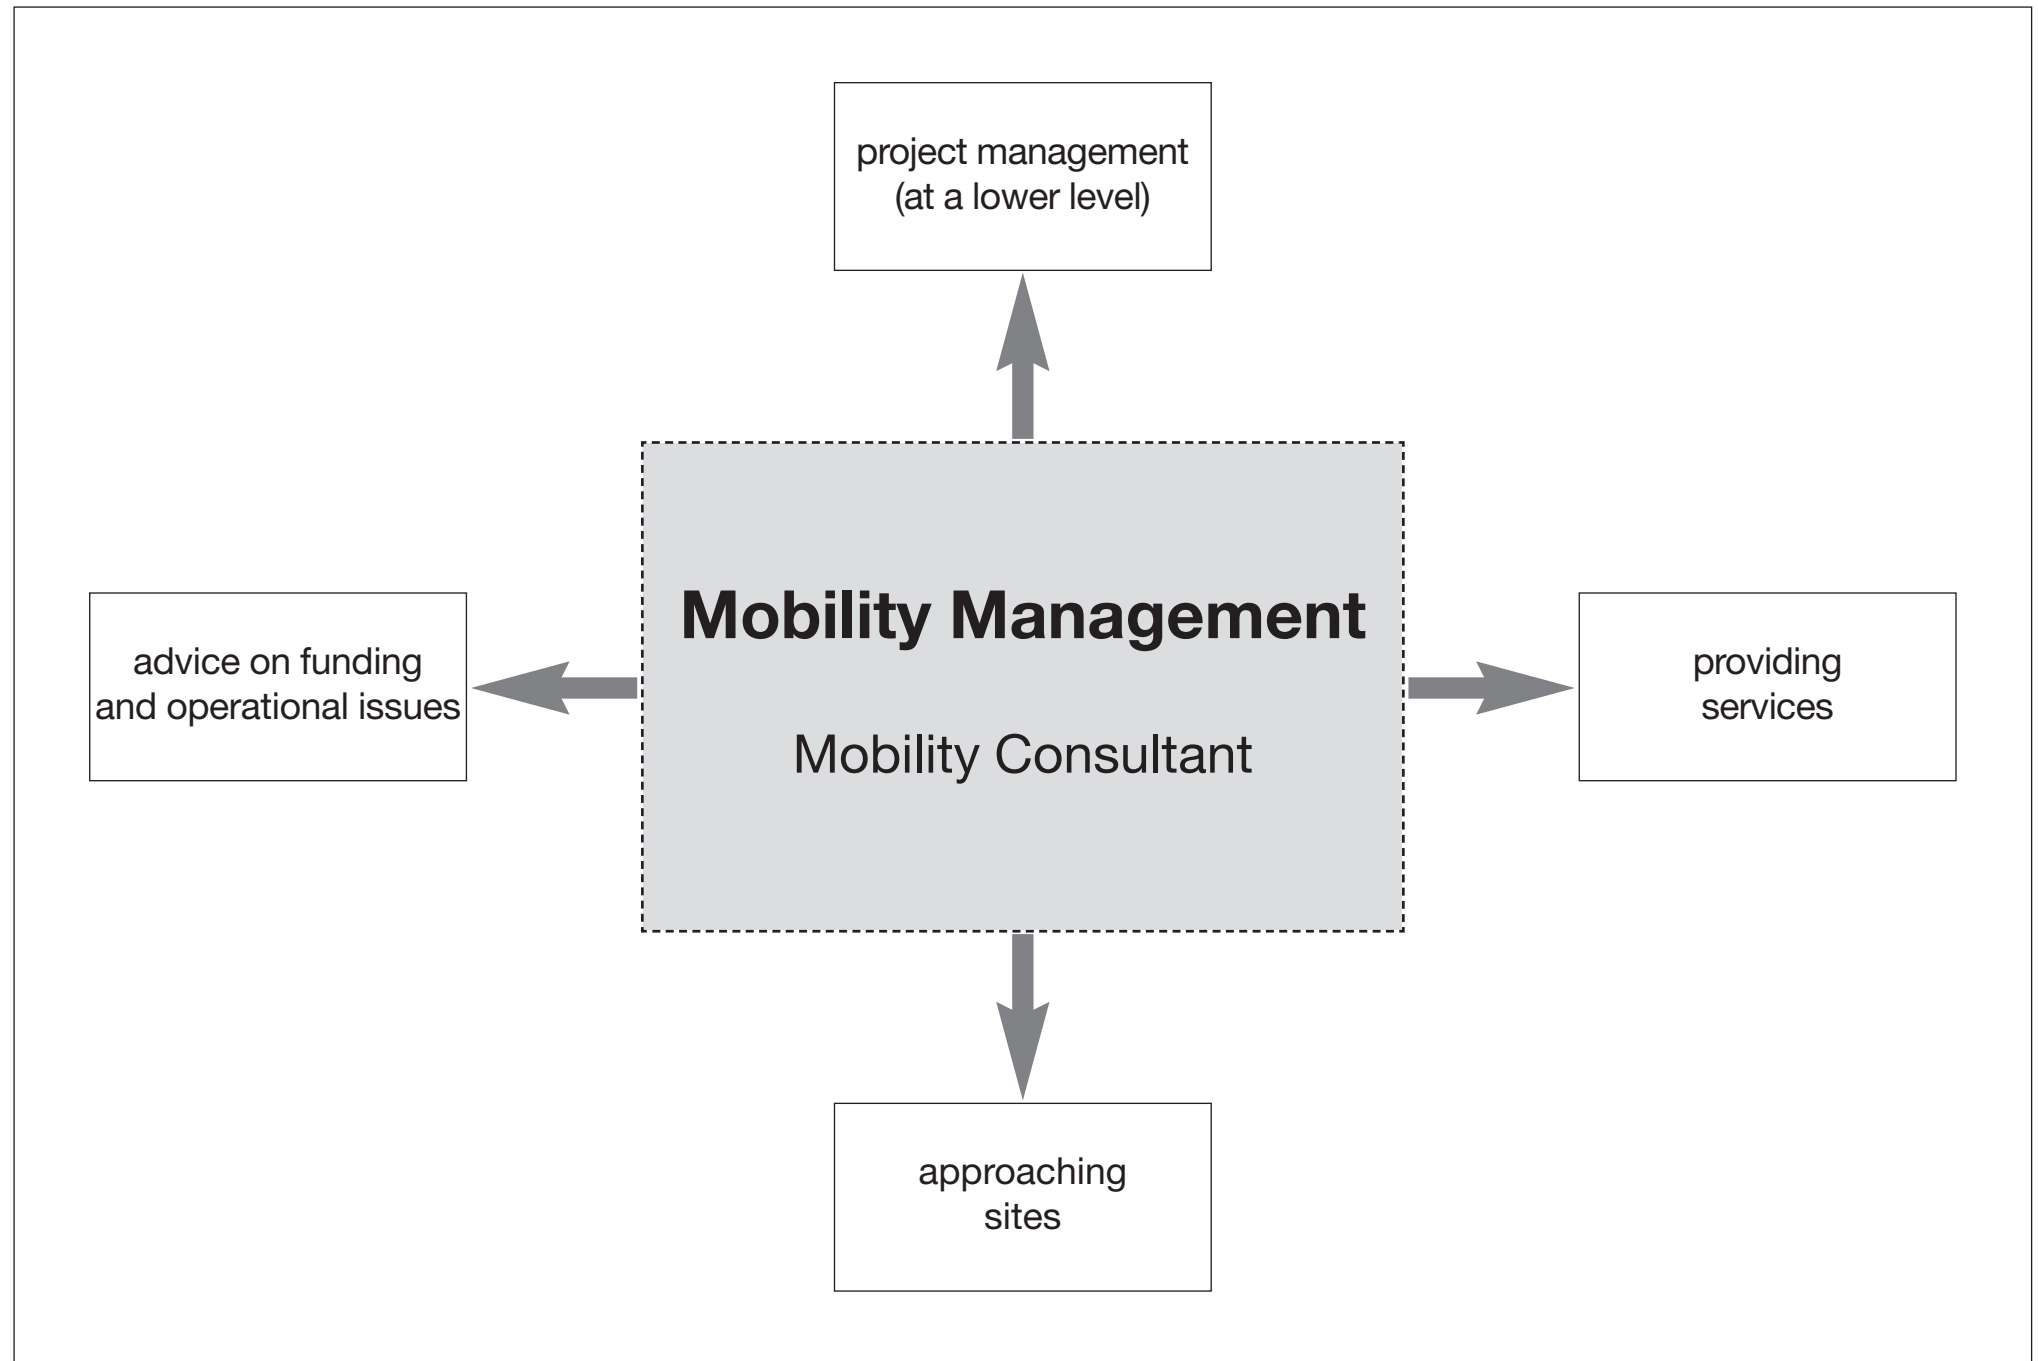 project management
(at a lower level)
Mobility Management
Mobility Consultant
advice on funding
and operational issues
providing
services
approaching
sites